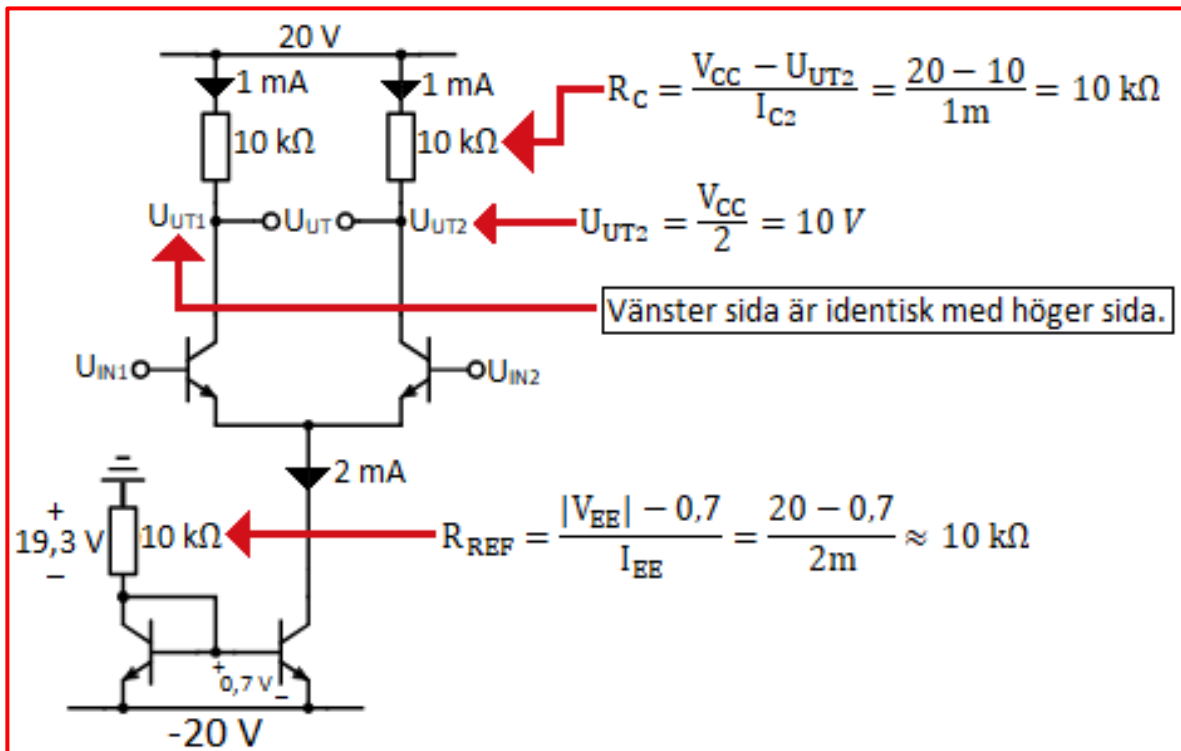 20 V
1 mA
1 mA
R_C = (V_CC − U_UT2) / I_C2 = (20 − 10) / 1m = 10 kΩ
10 kΩ
10 kΩ
U_UT1
U_UT
U_UT2
U_UT2 = V_CC / 2 = 10 V
Vänster sida är identisk med höger sida.
U_IN1
U_IN2
2 mA
+
19,3 V
−
10 kΩ
R_REF = (|V_EE| − 0,7) / I_EE = (20 − 0,7) / 2m ≈ 10 kΩ
+
0,7 V
−
-20 V